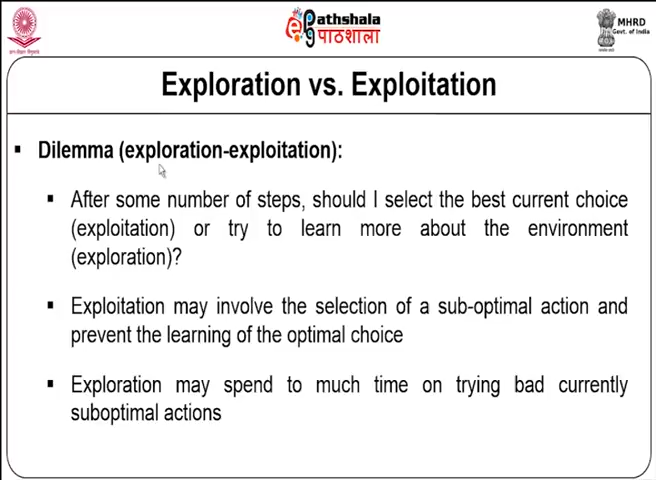 ePathshala
पाठशाला
MHRD
Govt. of India
Exploration vs. Exploitation
▪ Dilemma (exploration-exploitation):
▪ After some number of steps, should I select the best current choice
(exploitation) or try to learn more about the environment
(exploration)?
▪ Exploitation may involve the selection of a sub-optimal action and
prevent the learning of the optimal choice
▪ Exploration may spend to much time on trying bad currently
suboptimal actions